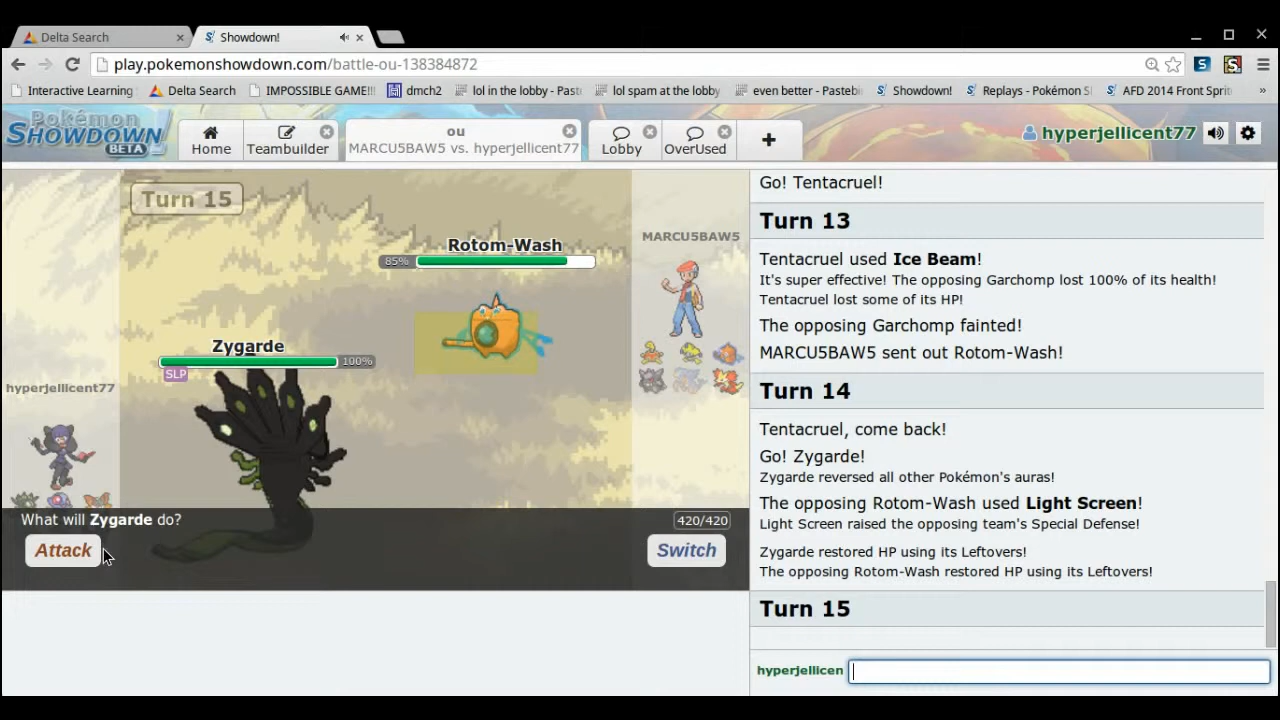 Delta Search
Showdown!
play.pokemonshowdown.com/battle-ou-138384872
Interactive Learning
Delta Search
IMPOSSIBLE GAME!!!
dmch2
lol in the lobby - Paste
lol spam at the lobby
even better - Pastebi
Showdown!
Replays - Pokémon S
AFD 2014 Front Sprit
»
Pokémon
SHOWDOWN
BETA
Home
Teambuilder
ou
MARCU5BAW5 vs. hyperjellicent77
Lobby
OverUsed
hyperjellicent77
Turn 15
Rotom-Wash
85%
MARCU5BAW5
Zygarde
100%
SLP
hyperjellicent77
What will Zygarde do?
420/420
Attack
Switch
Go! Tentacruel!
Turn 13
Tentacruel used Ice Beam!
It's super effective! The opposing Garchomp lost 100% of its health!
Tentacruel lost some of its HP!
The opposing Garchomp fainted!
MARCU5BAW5 sent out Rotom-Wash!
Turn 14
Tentacruel, come back!
Go! Zygarde!
Zygarde reversed all other Pokémon's auras!
The opposing Rotom-Wash used Light Screen!
Light Screen raised the opposing team's Special Defense!
Zygarde restored HP using its Leftovers!
The opposing Rotom-Wash restored HP using its Leftovers!
Turn 15
hyperjellicen